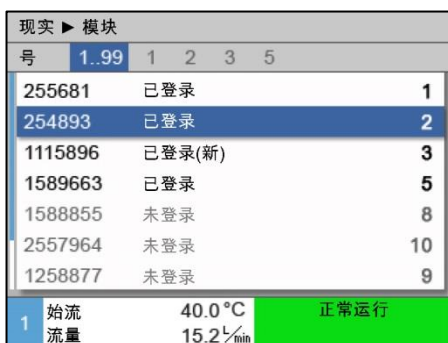 现实 ▶ 模块
号 1..99 1 2 3 5
255681 已登录 1
254893 已登录 2
1115896 已登录(新) 3
1589663 已登录 5
1588855 未登录 8
2557964 未登录 10
1258877 未登录 9
1 始流 40.0 °C 正常运行
流量 15.2 L/min